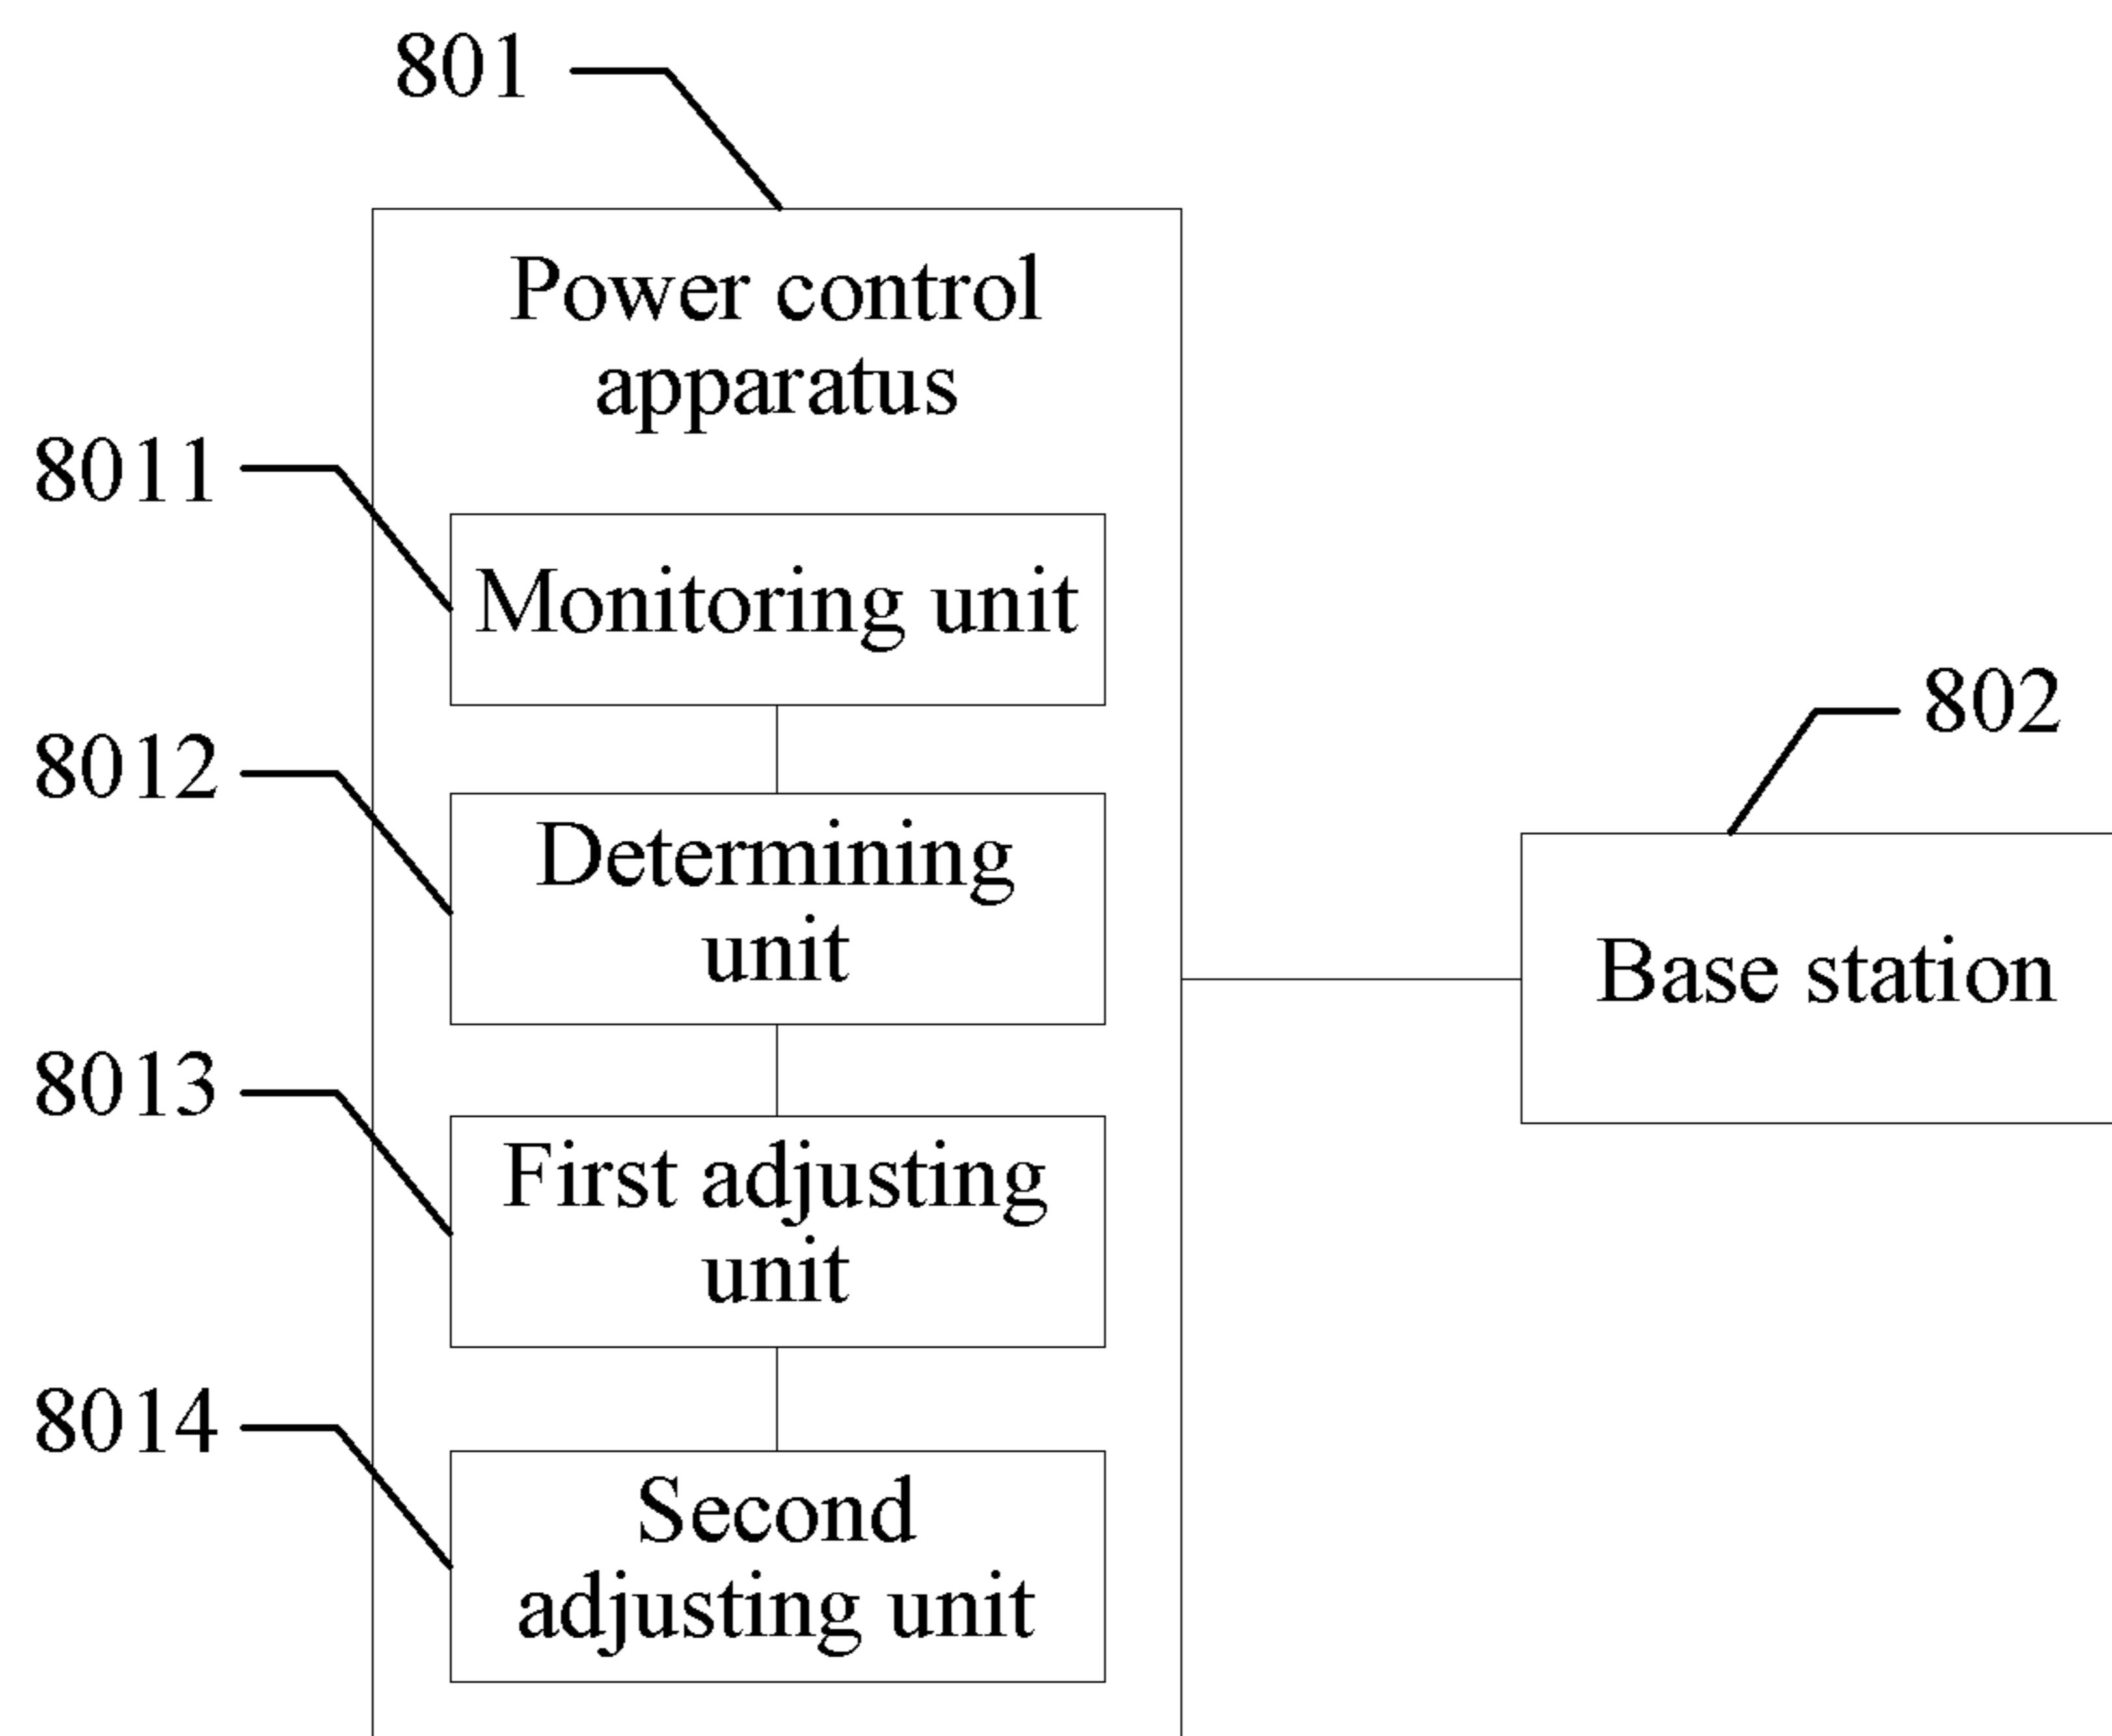 801
Power control
apparatus
8011
Monitoring unit
802
8012
Determining
unit
Base station
8013
First adjusting
unit
8014
Second
adjusting unit